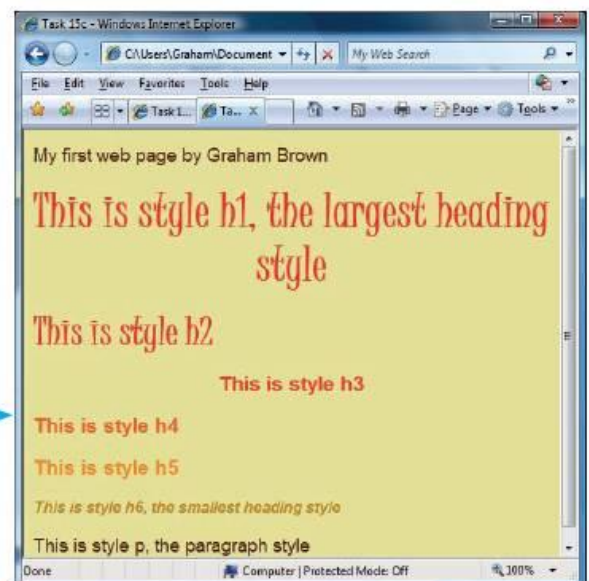 Task 15c - Windows Internet Explorer
C:\Users\Graham\Document
My Web Search
File Edit View Favorites Tools Help
Task 1... Ta... Page Tools
My first web page by Graham Brown
This is style h1, the largest heading
style
This is style h2
This is style h3
This is style h4
This is style h5
This is style h6, the smallest heading style
This is style p, the paragraph style
Done Computer | Protected Mode: Off 100%